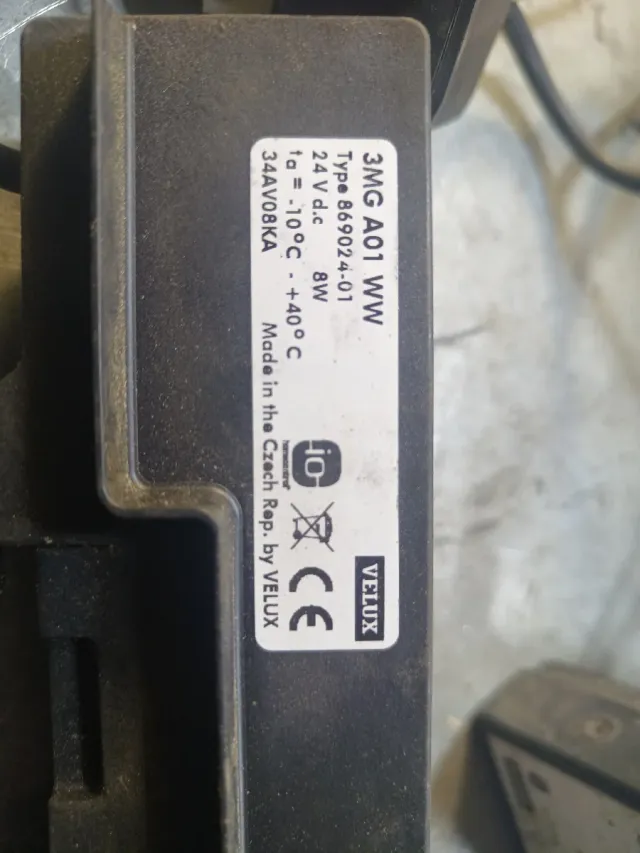 3MG A01 WW
Type 869024-01
24 V d.c 8W
ta = -10°C - +40°C
34AV08KA Made in the Czech Rep. by VELUX
io
homecontrol®
CE
VELUX